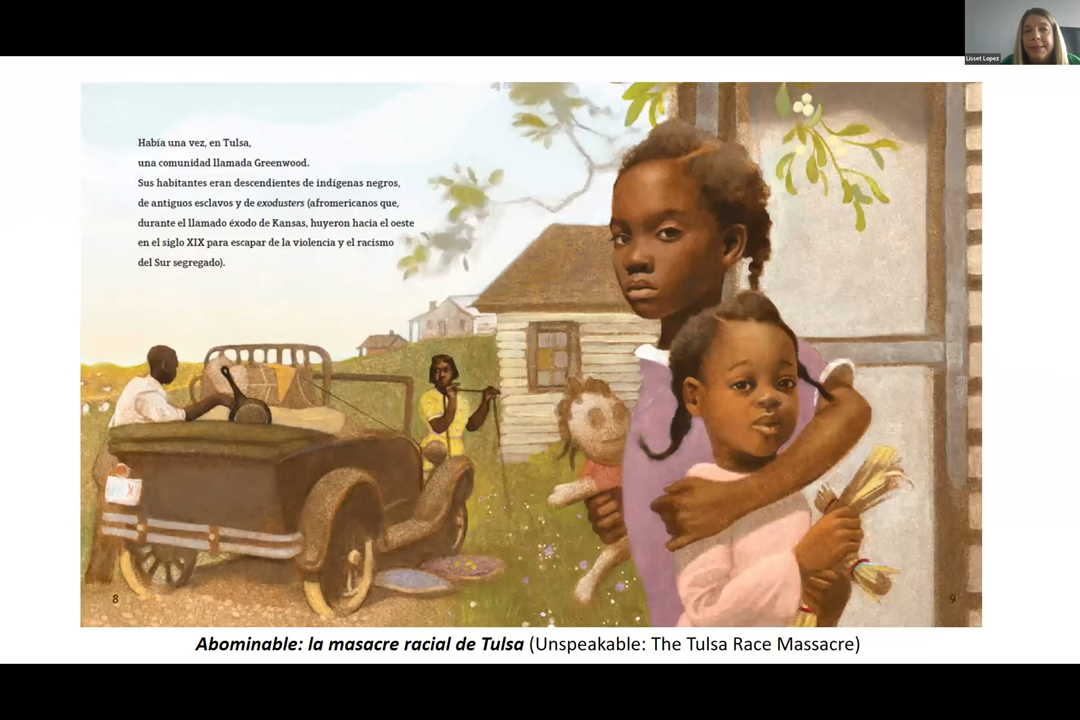 Lisset Lopez
Había una vez, en Tulsa,
una comunidad llamada Greenwood.
Sus habitantes eran descendientes de indígenas negros,
de antiguos esclavos y de exodusters (afromericanos que,
durante el llamado éxodo de Kansas, huyeron hacia el oeste
en el siglo XIX para escapar de la violencia y el racismo
del Sur segregado).
8
9
Abominable: la masacre racial de Tulsa (Unspeakable: The Tulsa Race Massacre)